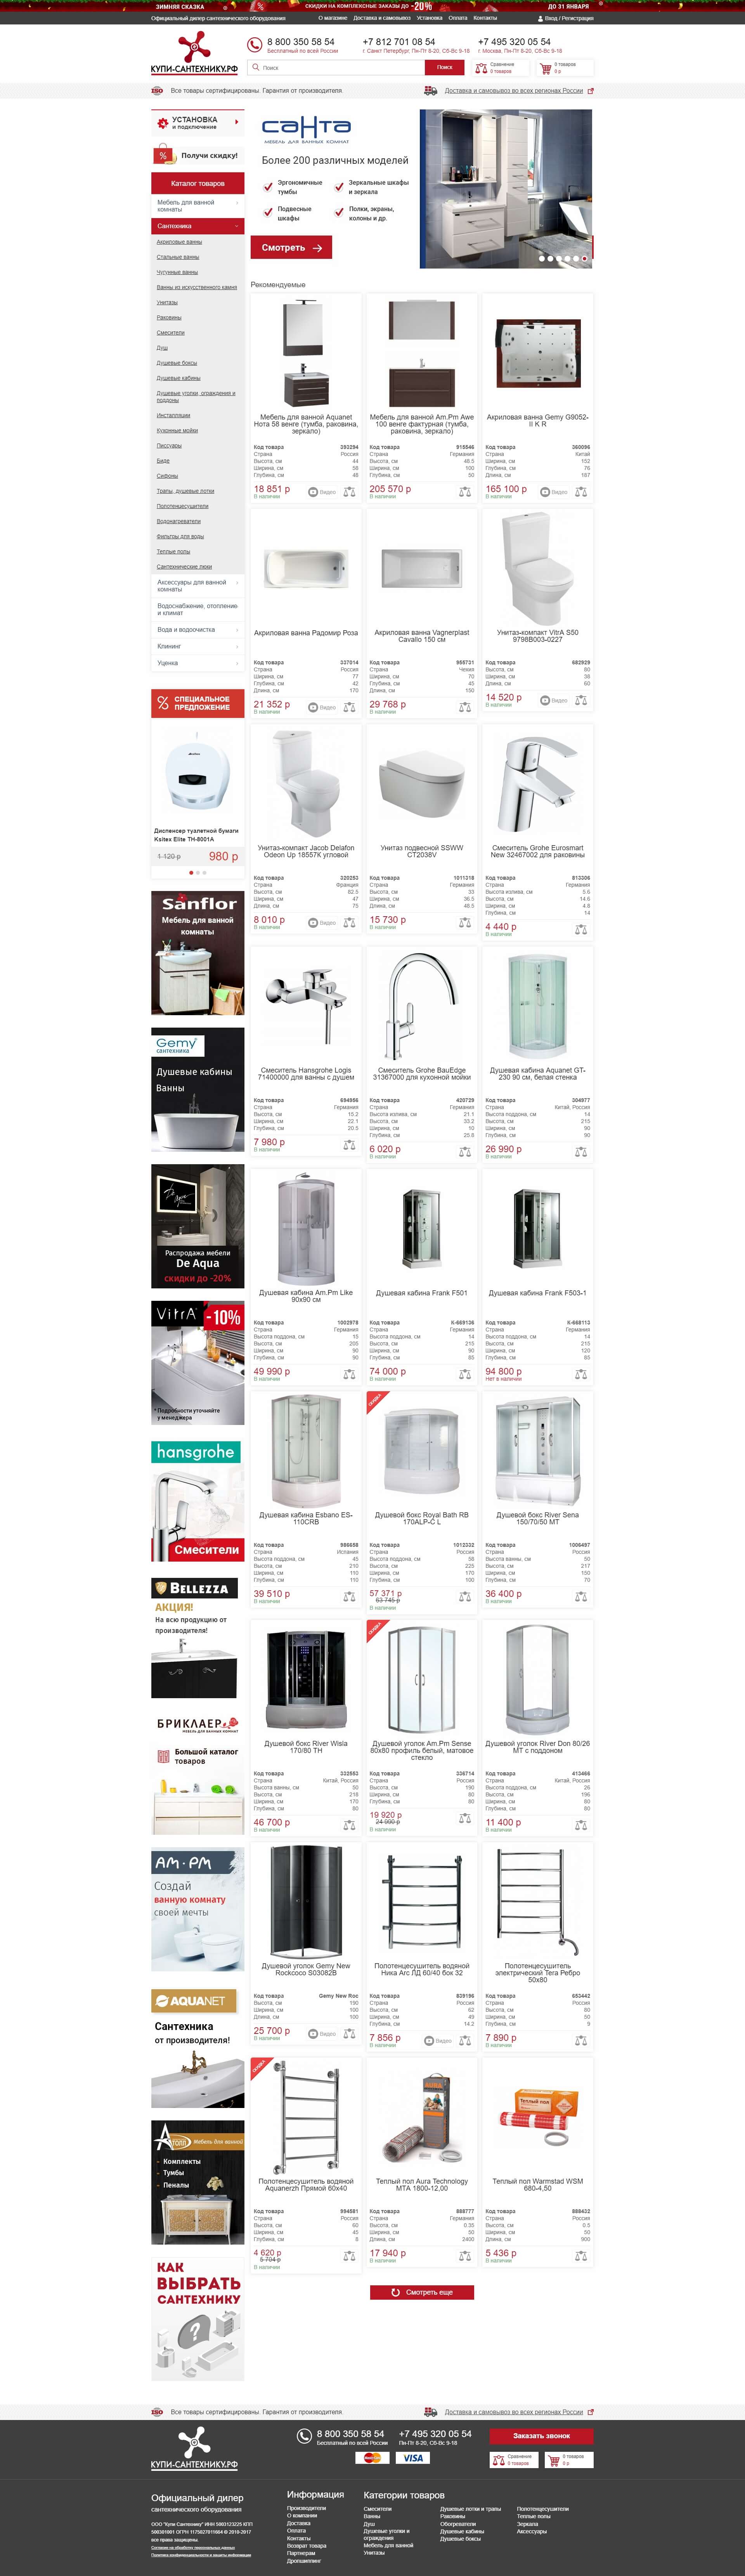 ЗИМНЯЯ СКАЗКА
СКИДКИ НА КОМПЛЕКСНЫЕ ЗАКАЗЫ ДО -20%
ДО 31 ЯНВАРЯ
Официальный дилер сантехнического оборудования
О магазине Доставка и самовывоз Установка Оплата Контакты
Вход / Регистрация
КУПИ-САНТЕХНИКУ.РФ
8 800 350 58 54
Бесплатный по всей России
+7 812 701 08 54
г. Санкт Петербург, Пн-Пт 8-20, Сб-Вс 9-18
+7 495 320 05 54
г. Москва, Пн-Пт 8-20, Сб-Вс 9-18
Поиск
Поиск
Сравнение
0 товаров
0 товаров
0 р
ISO
Все товары сертифицированы. Гарантия от производителя.
Доставка и самовывоз во всех регионах России
УСТАНОВКА
и подключение
Получи скидку!
Каталог товаров
Мебель для ванной
комнаты
Сантехника
Акриловые ванны
Стальные ванны
Чугунные ванны
Ванны из искусственного камня
Унитазы
Раковины
Смесители
Душ
Душевые боксы
Душевые кабины
Душевые уголки, ограждения и
поддоны
Инсталляции
Кухонные мойки
Писсуары
Биде
Сифоны
Трапы, душевые лотки
Полотенцесушители
Водонагреватели
Фильтры для воды
Теплые полы
Сантехнические люки
Аксессуары для ванной
комнаты
Водоснабжение, отопление
и климат
Вода и водоочистка
Клининг
Уценка
СПЕЦИАЛЬНОЕ
ПРЕДЛОЖЕНИЕ
Диспенсер туалетной бумаги
Ksitex Elite TH-8001A
1 120 р
980 р
Sanflor
Мебель для ванной
комнаты
Gemy
сантехника
Душевые кабины
Ванны
De Aqua
Распродажа мебели
De Aqua
скидки до -20%
VitrA -10%
* Подробности уточняйте
у менеджера
hansgrohe
Смесители
BELLEZZA
АКЦИЯ!
На всю продукцию от
производителя!
БРИКЛАЕР
МЕБЕЛЬ ДЛЯ ВАННЫХ КОМНАТ
Большой каталог
товаров
AM·PM
Создай
ванную комнату
своей мечты
AQUANET
Сантехника
от производителя!
Атолл
Мебель для ванной
- Комплекты
- Тумбы
- Пеналы
КАК
ВЫБРАТЬ
САНТЕХНИКУ
?
санта
МЕБЕЛЬ ДЛЯ ВАННЫХ КОМНАТ
Более 200 различных моделей
Эргономичные
тумбы
Зеркальные шкафы
и зеркала
Подвесные
шкафы
Полки, экраны,
колоны и др.
Смотреть
Рекомендуемые
Мебель для ванной Aquanet
Нота 58 венге (тумба, раковина,
зеркало)
Код товара 393294
Страна Россия
Высота, см 44
Ширина, см 58
Глубина, см 48
18 851 р
В наличии
Видео
Мебель для ванной Am.Pm Awe
100 венге фактурная (тумба,
раковина, зеркало)
Код товара 915546
Страна Германия
Высота, см 48.5
Ширина, см 100
Глубина, см 50
205 570 р
В наличии
Акриловая ванна Gemy G9052-
II K R
Код товара 360096
Страна Китай
Ширина, см 152
Глубина, см 76
Длина, см 187
165 100 р
В наличии
Видео
Акриловая ванна Радомир Роза
Код товара 337014
Страна Россия
Ширина, см 77
Глубина, см 42
Длина, см 170
21 352 р
В наличии
Видео
Акриловая ванна Vagnerplast
Cavallo 150 см
Код товара 955731
Страна Чехия
Ширина, см 70
Глубина, см 45
Длина, см 150
29 768 р
В наличии
Унитаз-компакт VitrA S50
9798B003-0227
Код товара 682929
Высота, см 80
Ширина, см 38
Длина, см 60
14 520 р
В наличии
Видео
Унитаз-компакт Jacob Delafon
Odeon Up 18557K угловой
Код товара 320253
Страна Франция
Высота, см 82.5
Ширина, см 47
Длина, см 75
8 010 р
В наличии
Видео
Унитаз подвесной SSWW
CT2038V
Код товара 1011318
Страна Германия
Высота, см 33
Ширина, см 36.5
Длина, см 48.5
15 730 р
В наличии
Смеситель Grohe Eurosmart
New 32467002 для раковины
Код товара 813306
Страна Германия
Высота излива, см 5.6
Высота, см 14.6
Ширина, см 4.8
Глубина, см 14
4 440 р
В наличии
Смеситель Hansgrohe Logis
71400000 для ванны с душем
Код товара 694556
Страна Германия
Высота, см 15.2
Ширина, см 22.1
Глубина, см 20.5
7 980 р
В наличии
Смеситель Grohe BauEdge
31367000 для кухонной мойки
Код товара 420729
Страна Германия
Высота излива, см 21.1
Высота, см 33.2
Ширина, см 10
Глубина, см 25.8
6 020 р
В наличии
Душевая кабина Aquanet GT-
230 90 см, белая стенка
Код товара 304977
Страна Китай, Россия
Высота поддона, см 14
Высота, см 215
Ширина, см 90
Глубина, см 90
26 990 р
В наличии
Душевая кабина Am.Pm Like
90x90 см
Код товара 1002978
Страна Германия
Высота поддона, см 15
Высота, см 205
Ширина, см 90
Глубина, см 90
49 990 р
В наличии
Душевая кабина Frank F501
Код товара К-669136
Страна Германия
Высота поддона, см 14
Высота, см 215
Ширина, см 90
Глубина, см 85
74 000 р
В наличии
Душевая кабина Frank F503-1
Код товара К-668113
Страна Германия
Высота поддона, см 14
Высота, см 215
Ширина, см 120
Глубина, см 85
94 800 р
Нет в наличии
Душевая кабина Esbano ES-
110CRB
Код товара 986658
Страна Испания
Высота поддона, см 45
Высота, см 210
Ширина, см 110
Глубина, см 110
39 510 р
В наличии
СКИДКА
Душевой бокс Royal Bath RB
170ALP-C L
Код товара 1012332
Страна Россия
Высота поддона, см 58
Высота, см 225
Ширина, см 170
Глубина, см 100
57 371 р
63 745 р
В наличии
Душевой бокс River Sena
150/70/50 MT
Код товара 1006497
Страна Россия
Высота ванны, см 50
Высота, см 217
Ширина, см 150
Глубина, см 70
36 400 р
В наличии
Душевой бокс River Wisla
170/80 TH
Код товара 332553
Страна Китай, Россия
Высота ванны, см 50
Высота, см 218
Ширина, см 170
Глубина, см 80
46 700 р
В наличии
СКИДКА
Душевой уголок Am.Pm Sense
80x80 профиль белый, матовое
стекло
Код товара 336714
Страна Россия
Высота, см 190
Ширина, см 80
Глубина, см 80
19 920 р
24 990 р
В наличии
Душевой уголок River Don 80/26
MT с поддоном
Код товара 413466
Страна Китай, Россия
Высота поддона, см 26
Высота, см 196
Ширина, см 80
Глубина, см 80
11 400 р
В наличии
Душевой уголок Gemy New
Rockcoco S03082B
Код товара Gemy New Roc
Высота, см 190
Ширина, см 100
Длина, см 100
25 700 р
В наличии
Видео
Полотенцесушитель водяной
Ника Arc ЛД 60/40 бок 32
Код товара 839196
Страна Россия
Высота, см 62
Ширина, см 49
Глубина, см 14.2
7 856 р
В наличии
Видео
Полотенцесушитель
электрический Tera Ребро
50x80
Код товара 653442
Страна Россия
Высота, см 80
Ширина, см 50
Глубина, см 9
7 890 р
В наличии
СКИДКА
Полотенцесушитель водяной
Aquanerzh Прямой 60x40
Код товара 994581
Страна Россия
Высота, см 60
Ширина, см 45
Глубина, см 8
4 620 р
5 704 р
В наличии
Теплый пол Aura Technology
МТА 1800-12,00
Код товара 888777
Страна Германия
Высота, см 0.35
Ширина, см 50
Длина, см 2400
17 940 р
В наличии
Теплый пол Warmstad WSM
680-4,50
Код товара 888432
Страна Россия
Высота, см 0.5
Ширина, см 50
Длина, см 900
5 436 р
В наличии
Смотреть еще
ISO
Все товары сертифицированы. Гарантия от производителя.
Доставка и самовывоз во всех регионах России
КУПИ-САНТЕХНИКУ.РФ
8 800 350 58 54
Бесплатный по всей России
+7 495 320 05 54
Пн-Пт 8-20, Сб-Вс 9-18
MasterCard VISA
Заказать звонок
Сравнение
0 товаров
0 товаров
0 р
Официальный дилер
сантехнического оборудования
ООО "Купи Сантехнику" ИНН 5003123225 КПП
500301001 ОГРН 1175027011664 © 2010-2017
все права защищены.
Согласие на обработку персональных данных
Политика конфиденциальности и защиты информации
Информация
Производители
О компании
Доставка
Оплата
Контакты
Возврат товара
Партнерам
Дропшиппинг
Категории товаров
Смесители
Ванны
Душ
Душевые уголки и
ограждения
Мебель для ванной
Унитазы
Душевые лотки и трапы
Раковины
Обогреватели
Душевые кабины
Душевые боксы
Полотенцесушители
Теплые полы
Зеркала
Аксессуары